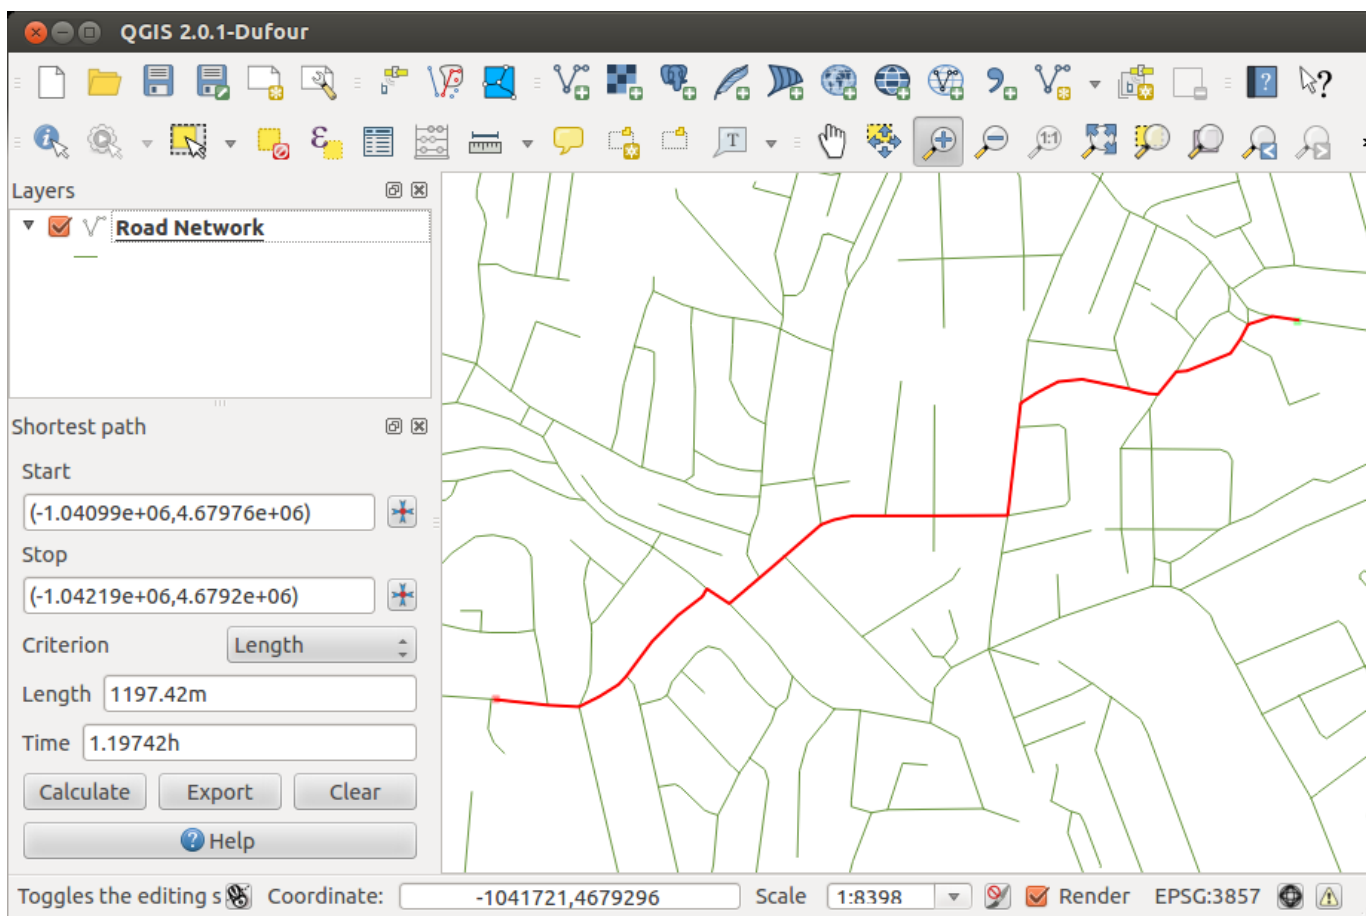 QGIS 2.0.1-Dufour
T
1:1
?
?
Layers
Road Network
Shortest path
Start
(-1.04099e+06,4.67976e+06)
Stop
(-1.04219e+06,4.6792e+06)
Criterion Length
Length 1197.42m
Time 1.19742h
Calculate Export Clear
? Help
Toggles the editing s Coordinate: -1041721,4679296 Scale 1:8398 Render EPSG:3857